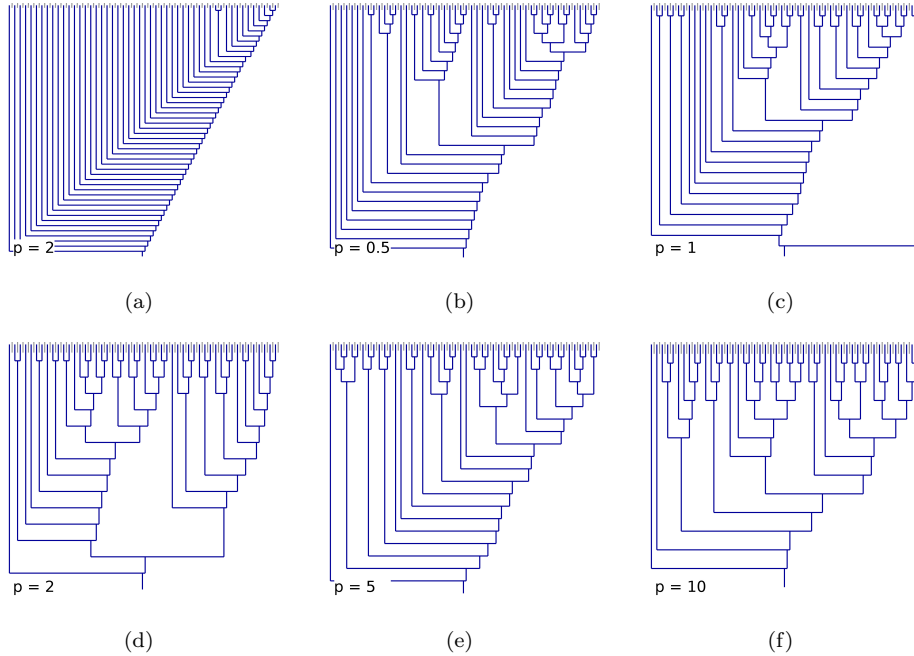 p = 2
p = 0.5
p = 1
(a)
(b)
(c)
p = 2
p = 5
p = 10
(d)
(e)
(f)